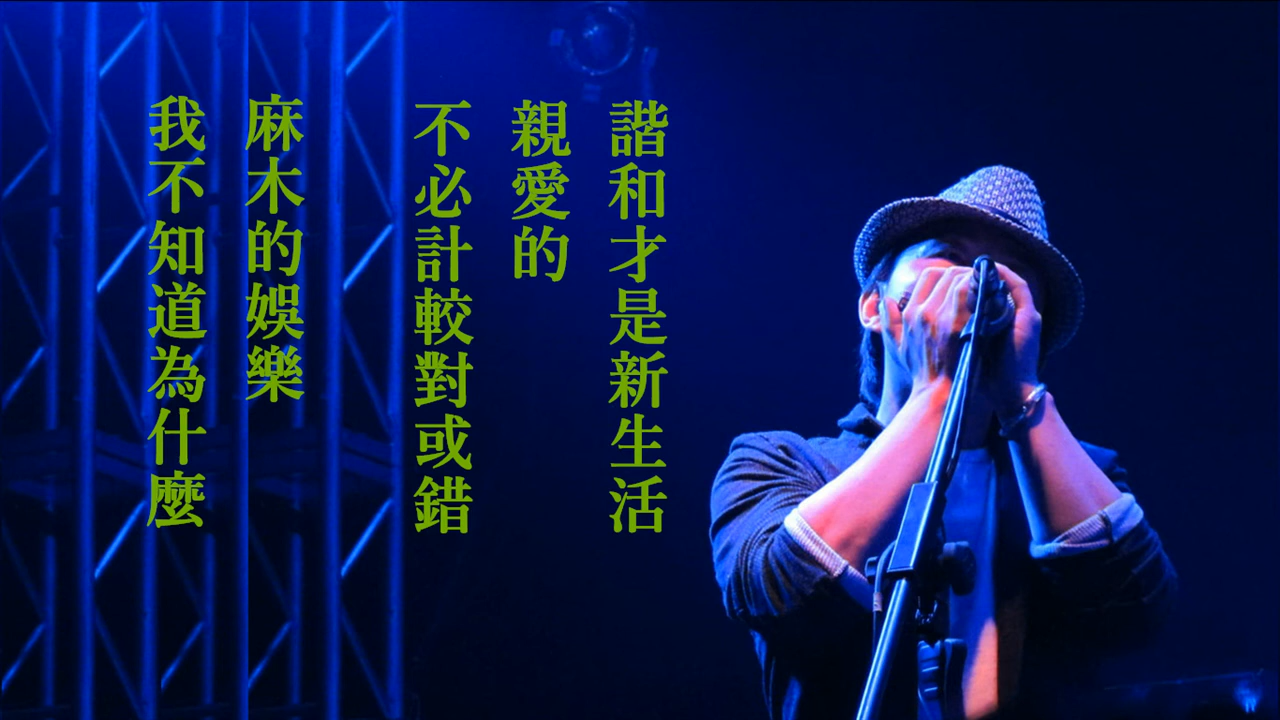 諧和才是新生活
親愛的
不必計較對或錯
麻木的娛樂
我不知道為什麼